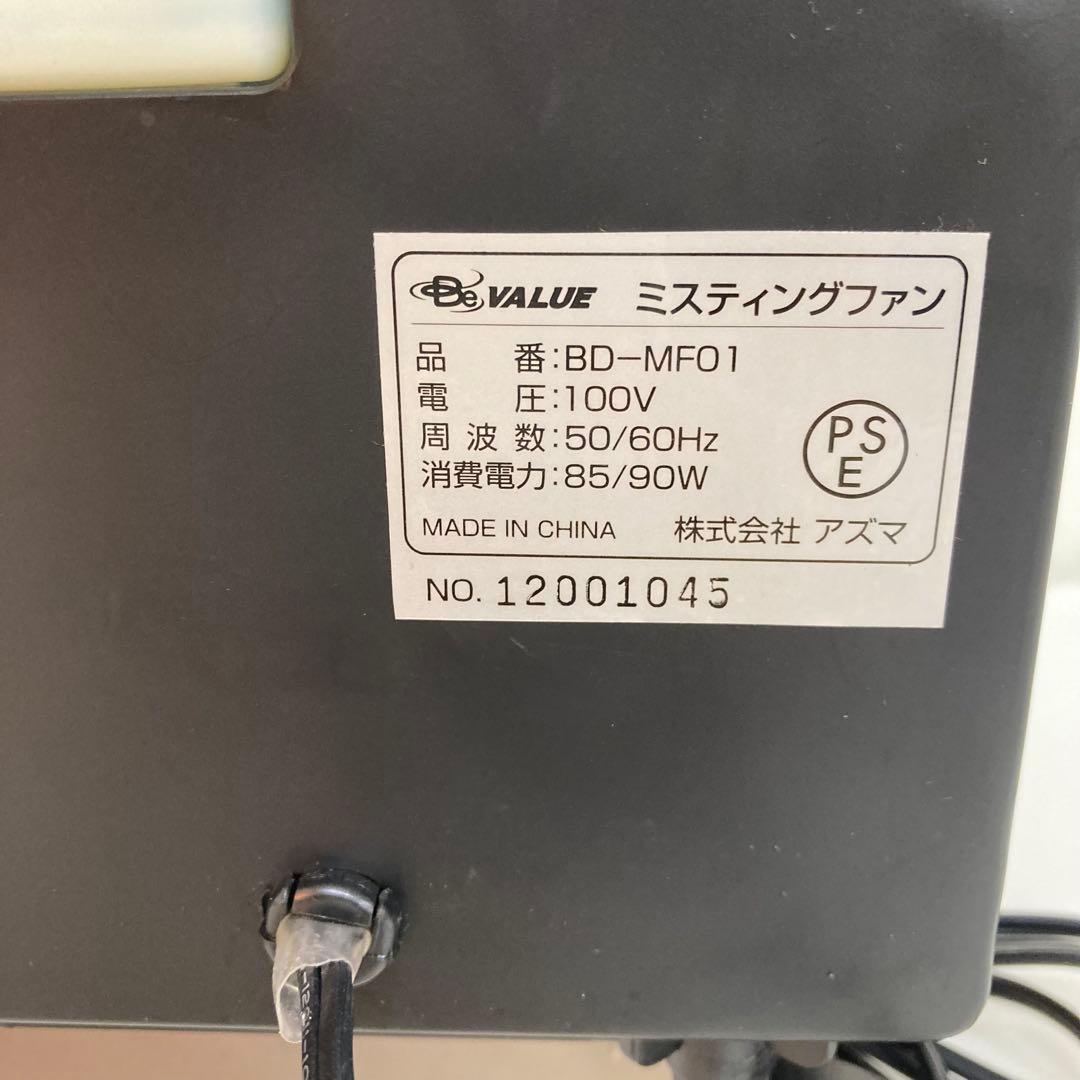 Be VALUE ミスティングファン
品番:BD-MF01
電圧:100V
周波数:50/60Hz
消費電力:85/90W
PSE
MADE IN CHINA 株式会社 アズマ
NO. 12001045